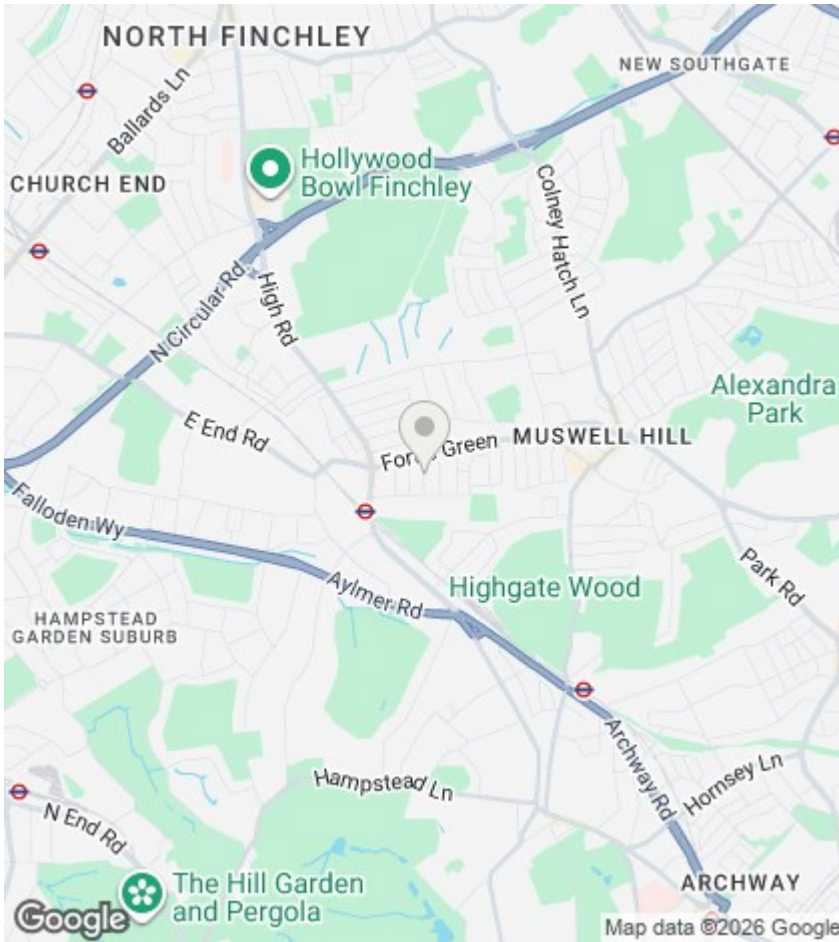 NORTH FINCHLEY
NEW SOUTHGATE
Ballards Ln
Hollywood
Bowl Finchley
CHURCH END
Colney Hatch Ln
N Circular Rd
High Rd
Alexandra
Park
E End Rd
Green
MUSWELL HILL
Falloden Wy
Aylmer Rd
Highgate Wood
Park Rd
HAMPSTEAD
GARDEN SUBURB
Archway Rd
Hampstead Ln
Hornsey Ln
N End Rd
The Hill Garden
and Pergola
ARCHWAY
Google
Map data ©2026 Google